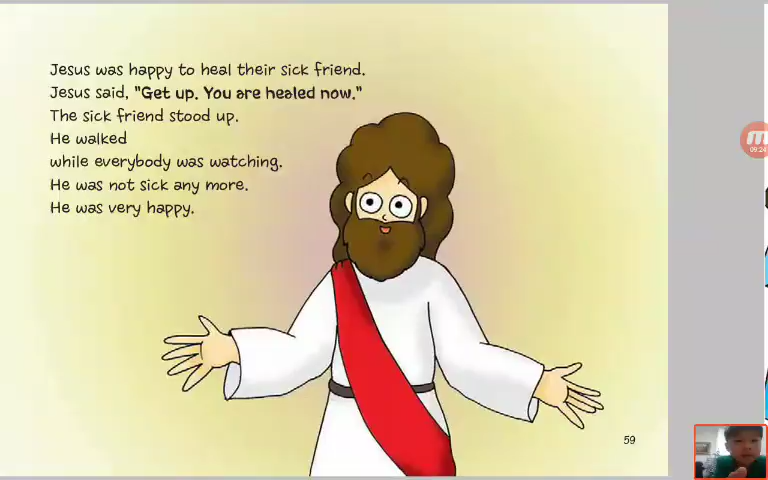 Jesus was happy to heal their sick friend.
Jesus said, "Get up. You are healed now."
The sick friend stood up.
He walked
while everybody was watching.
He was not sick any more.
He was very happy.
59
09:24